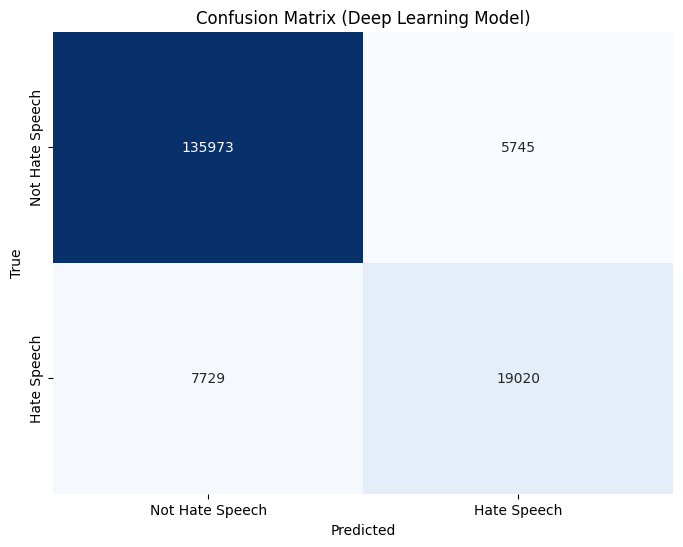 Confusion Matrix (Deep Learning Model)
Not Hate Speech
135973
5745
True
Hate Speech
7729
19020
Not Hate Speech
Hate Speech
Predicted